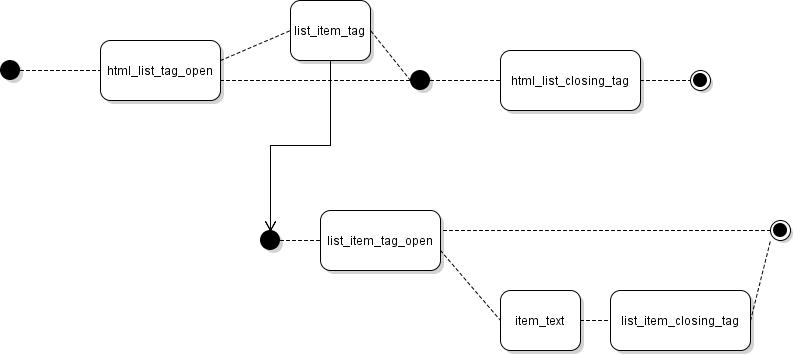 list_item_tag
html_list_tag_open
html_list_closing_tag
list_item_tag_open
item_text
list_item_closing_tag